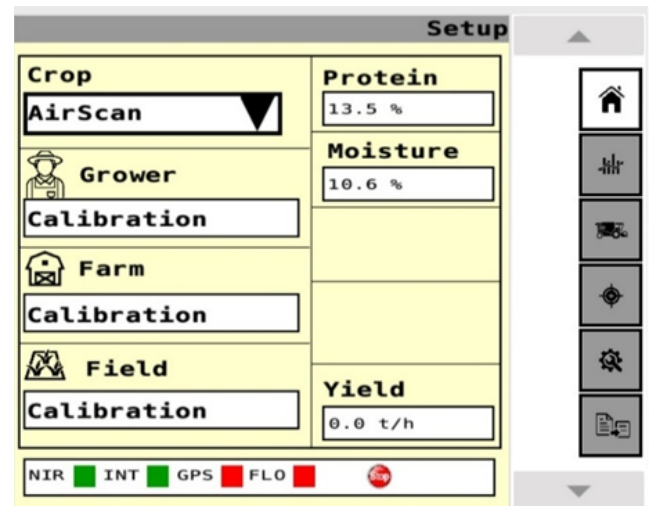 Setup
Crop
AirScan
Grower
Calibration
Farm
Calibration
Field
Calibration
Protein
13.5 %
Moisture
10.6 %
Yield
0.0 t/h
NIR INT GPS FLO Stop